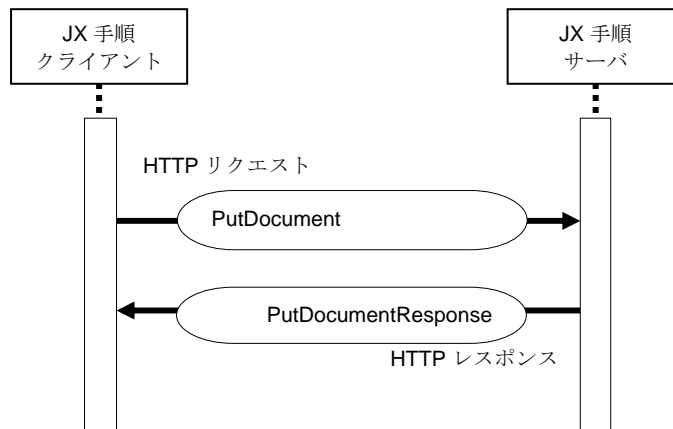 JX 手順
クライアント
JX 手順
サーバ
HTTP リクエスト
PutDocument
PutDocumentResponse
HTTP レスポンス